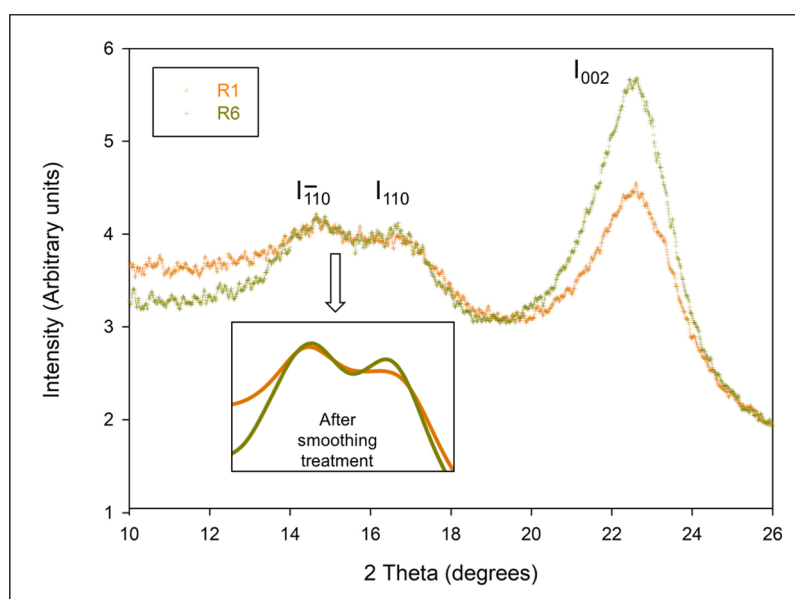 6
5
4
3
2
1
Intensity (Arbitrary units)
R1
R6
I1̅10
I110
I002
After
smoothing
treatment
10 12 14 16 18 20 22 24 26
2 Theta (degrees)